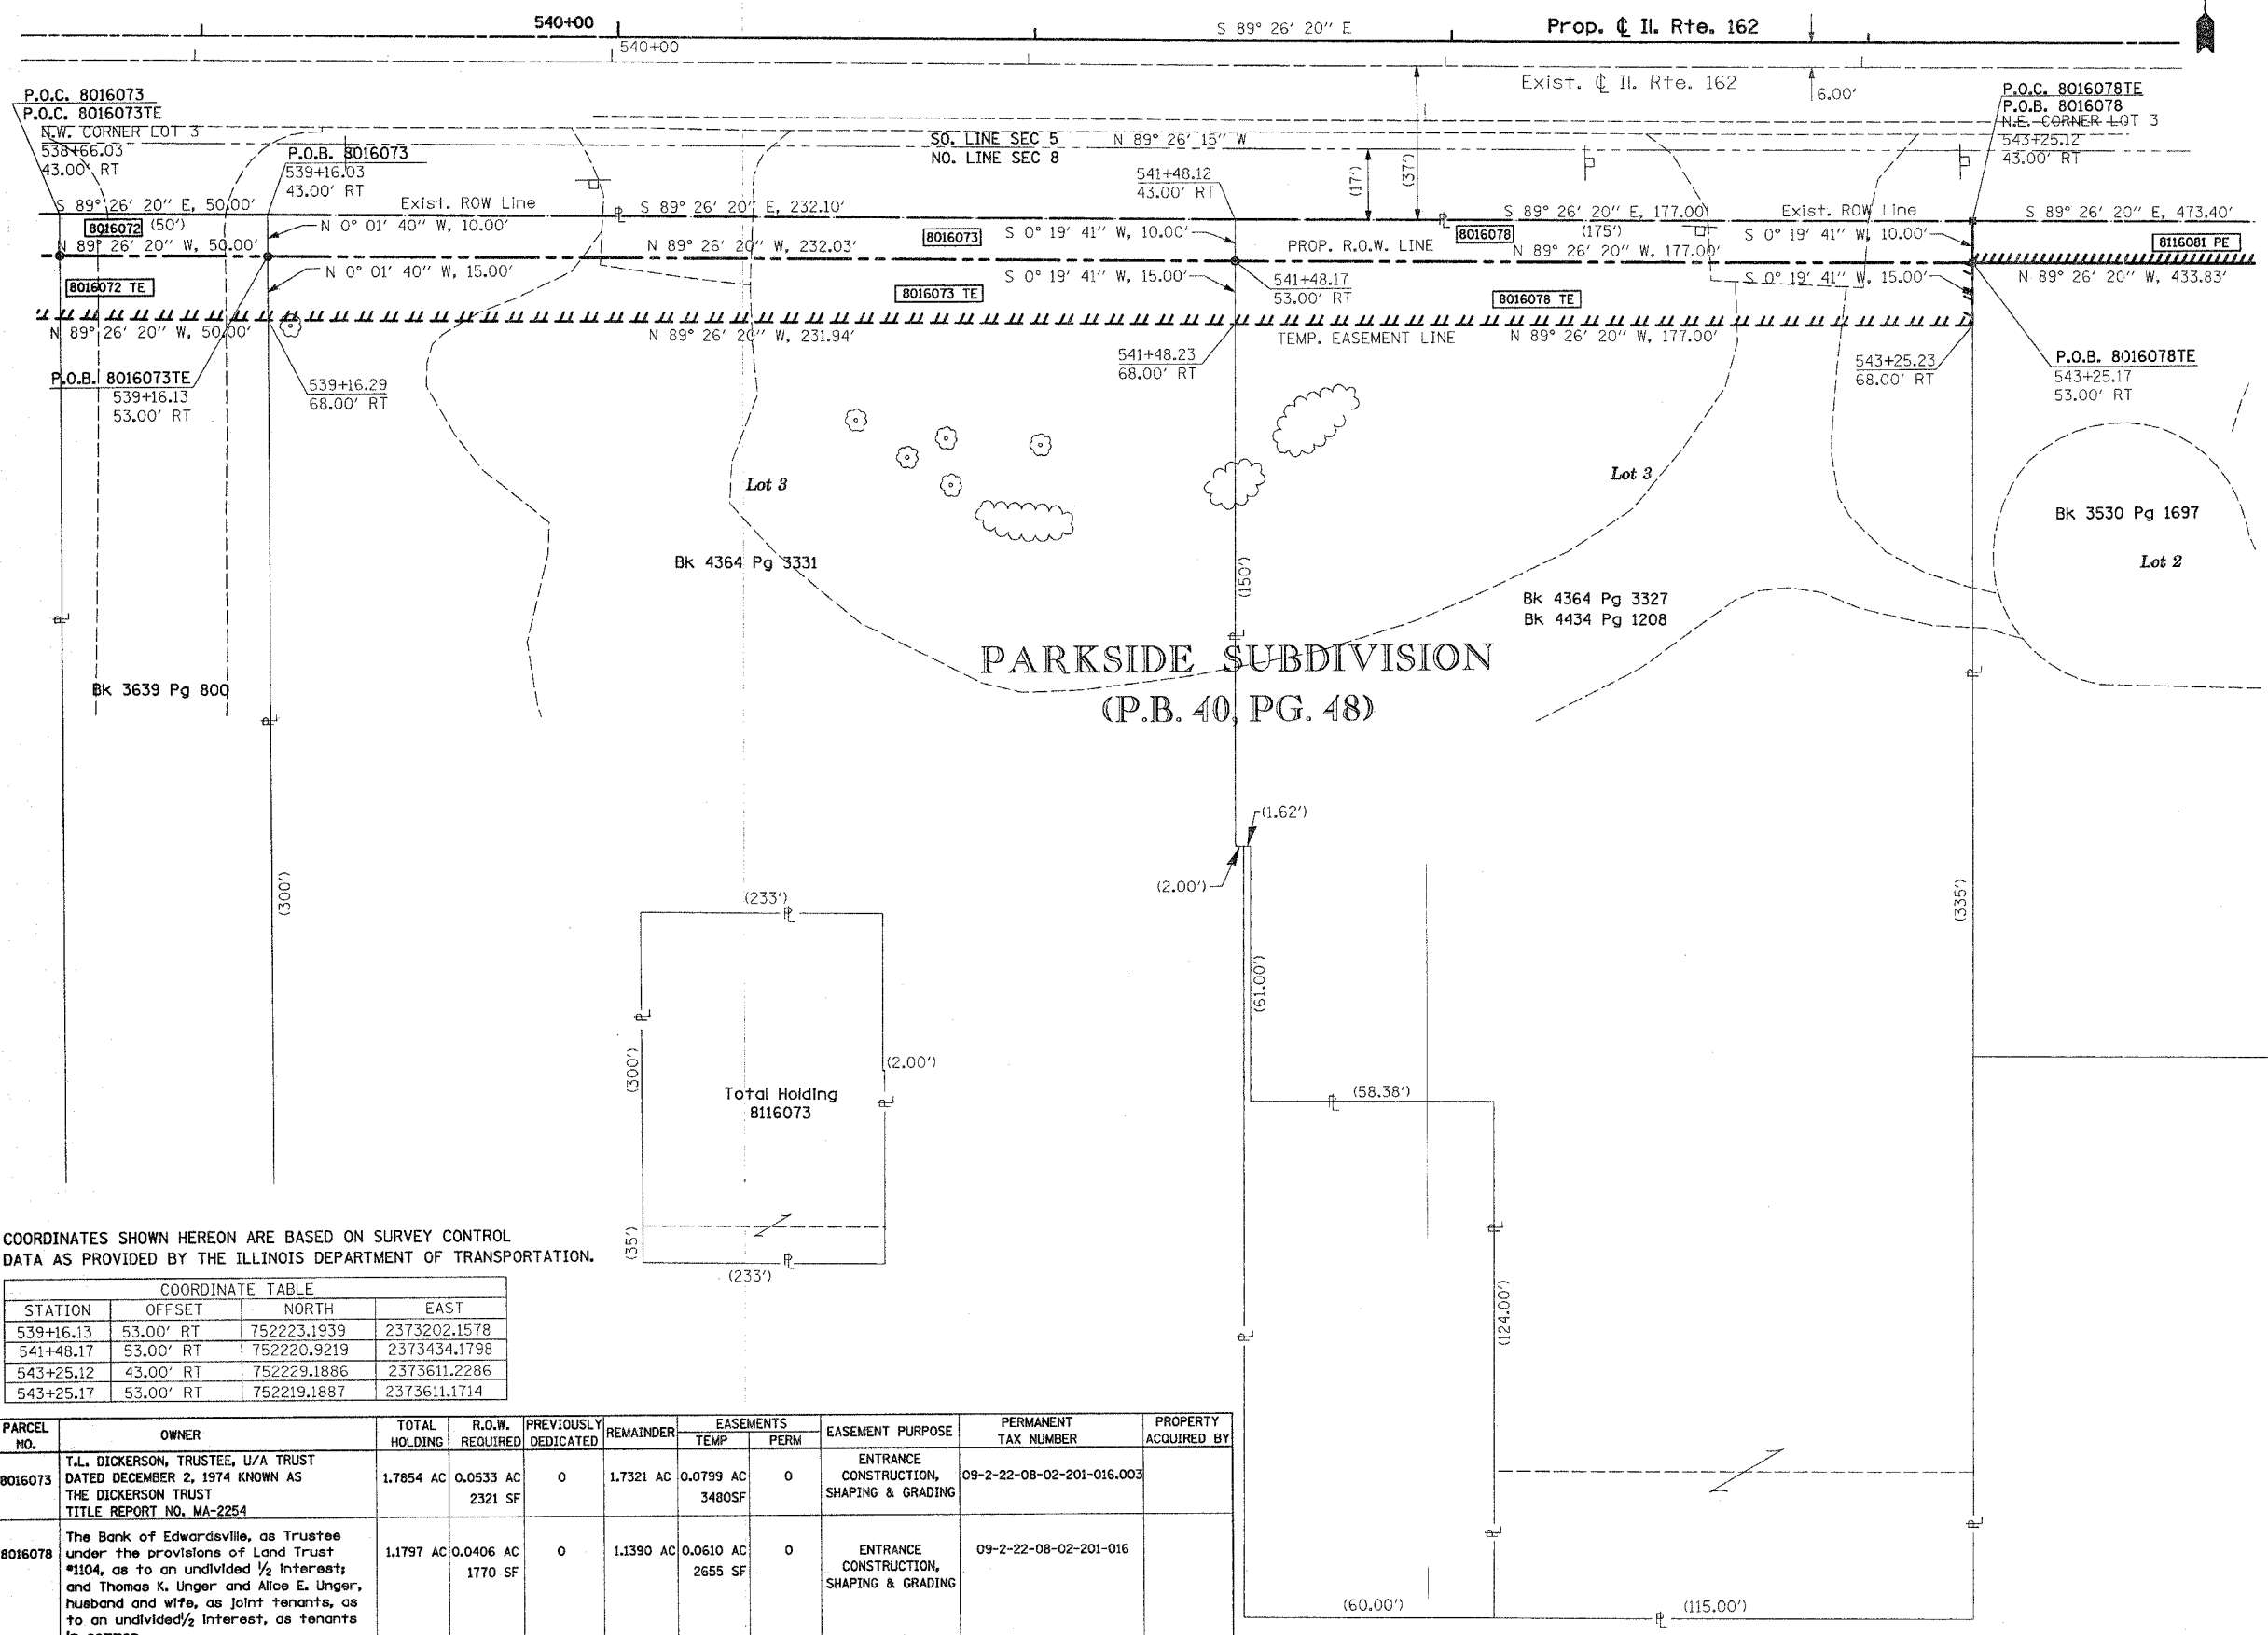 540+00
S 89° 26' 20" E
Prop. ℄ Il. Rte. 162
540+00
Exist. ℄ Il. Rte. 162
6.00'
P.O.C. 8016073
P.O.C. 8016073TE
N.W. CORNER LOT 3
538+66.03
43.00' RT
P.O.B. 8016073
539+16.03
43.00' RT
SO. LINE SEC 5 N 89° 26' 15" W
NO. LINE SEC 8
(17')
(37')
541+48.12
43.00' RT
P.O.C. 8016078TE
P.O.B. 8016078
N.E. CORNER LOT 3
543+25.12
43.00' RT
S 89° 26' 20" E, 50.00'
Exist. ROW Line
S 89° 26' 20" E, 232.10'
S 89° 26' 20" E, 177.00'
Exist. ROW Line
S 89° 26' 20" E, 473.40'
8016072 (50')
N 0° 01' 40" W, 10.00'
8016073
S 0° 19' 41" W, 10.00'
8016078
(175')
S 0° 19' 41" W, 10.00'
8116081 PE
N 89° 26' 20" W, 50.00'
N 89° 26' 20" W, 232.03'
PROP. R.O.W. LINE
N 89° 26' 20" W. 177.00'
N 0° 01' 40" W, 15.00'
S 0° 19' 41" W, 15.00'
541+48.17
53.00' RT
S 0° 19' 41" W, 15.00'
N 89° 26' 20" W, 433.83'
8016072 TE
8016073 TE
8016078 TE
N 89° 26' 20" W, 50.00'
N 89° 26' 20" W, 231.94'
TEMP. EASEMENT LINE
N 89° 26' 20" W, 177.00'
P.O.B. 8016073TE
539+16.13
53.00' RT
539+16.29
68.00' RT
541+48.23
68.00' RT
543+25.23
68.00' RT
P.O.B. 8016078TE
543+25.17
53.00' RT
Lot 3
Lot 3
Bk 3530 Pg 1697
Lot 2
Bk 4364 Pg 3331
(150')
Bk 4364 Pg 3327
Bk 4434 Pg 1208
PARKSIDE SUBDIVISION
(P.B. 40, PG. 48)
Bk 3639 Pg 800
(1.62')
(2.00')
(300')
(335')
(233')
(61.00')
(300')
(2.00')
Total Holding
8116073
(58.38')
(35')
(233')
(124.00')
(60.00')
(115.00')
COORDINATES SHOWN HEREON ARE BASED ON SURVEY CONTROL
DATA AS PROVIDED BY THE ILLINOIS DEPARTMENT OF TRANSPORTATION.
COORDINATE TABLE
STATION OFFSET NORTH EAST
539+16.13 53.00' RT 752223.1939 2373202.1578
541+48.17 53.00' RT 752220.9219 2373434.1798
543+25.12 43.00' RT 752229.1886 2373611.2286
543+25.17 53.00' RT 752219.1887 2373611.1714
PARCEL NO. OWNER TOTAL HOLDING R.O.W. REQUIRED PREVIOUSLY DEDICATED REMAINDER EASEMENTS TEMP PERM EASEMENT PURPOSE PERMANENT TAX NUMBER PROPERTY ACQUIRED BY
T.L. DICKERSON, TRUSTEE, U/A TRUST
8016073 DATED DECEMBER 2, 1974 KNOWN AS
THE DICKERSON TRUST
TITLE REPORT NO. MA-2254
1.7854 AC 0.0533 AC 0 1.7321 AC 0.0799 AC 0
2321 SF 3480SF
ENTRANCE
CONSTRUCTION,
SHAPING & GRADING
09-2-22-08-02-201-016.003
The Bank of Edwardsville, as Trustee
8016078 under the provisions of Land Trust
#1104, as to an undivided 1/2 interest;
and Thomas K. Unger and Alice E. Unger,
husband and wife, as joint tenants, as
to an undivided 1/2 interest, as tenants
1.1797 AC 0.0406 AC 0 1.1390 AC 0.0610 AC 0
1770 SF 2655 SF
ENTRANCE
CONSTRUCTION,
SHAPING & GRADING
09-2-22-08-02-201-016